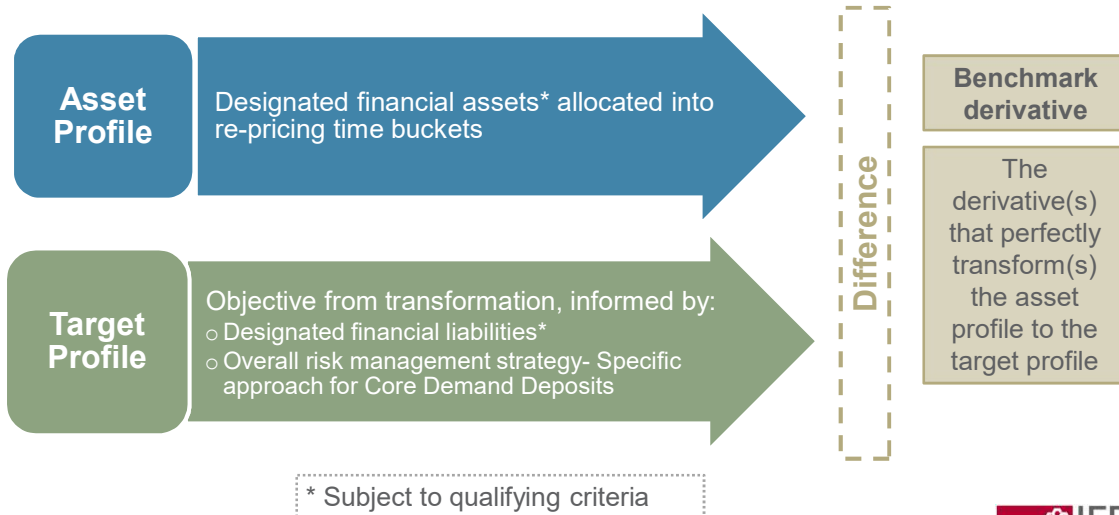 Asset
Profile
Designated financial assets* allocated into
re-pricing time buckets
Target
Profile
Objective from transformation, informed by:
o Designated financial liabilities*
o Overall risk management strategy- Specific
approach for Core Demand Deposits
Difference
Benchmark
derivative
The
derivative(s)
that perfectly
transform(s)
the asset
profile to the
target profile
* Subject to qualifying criteria